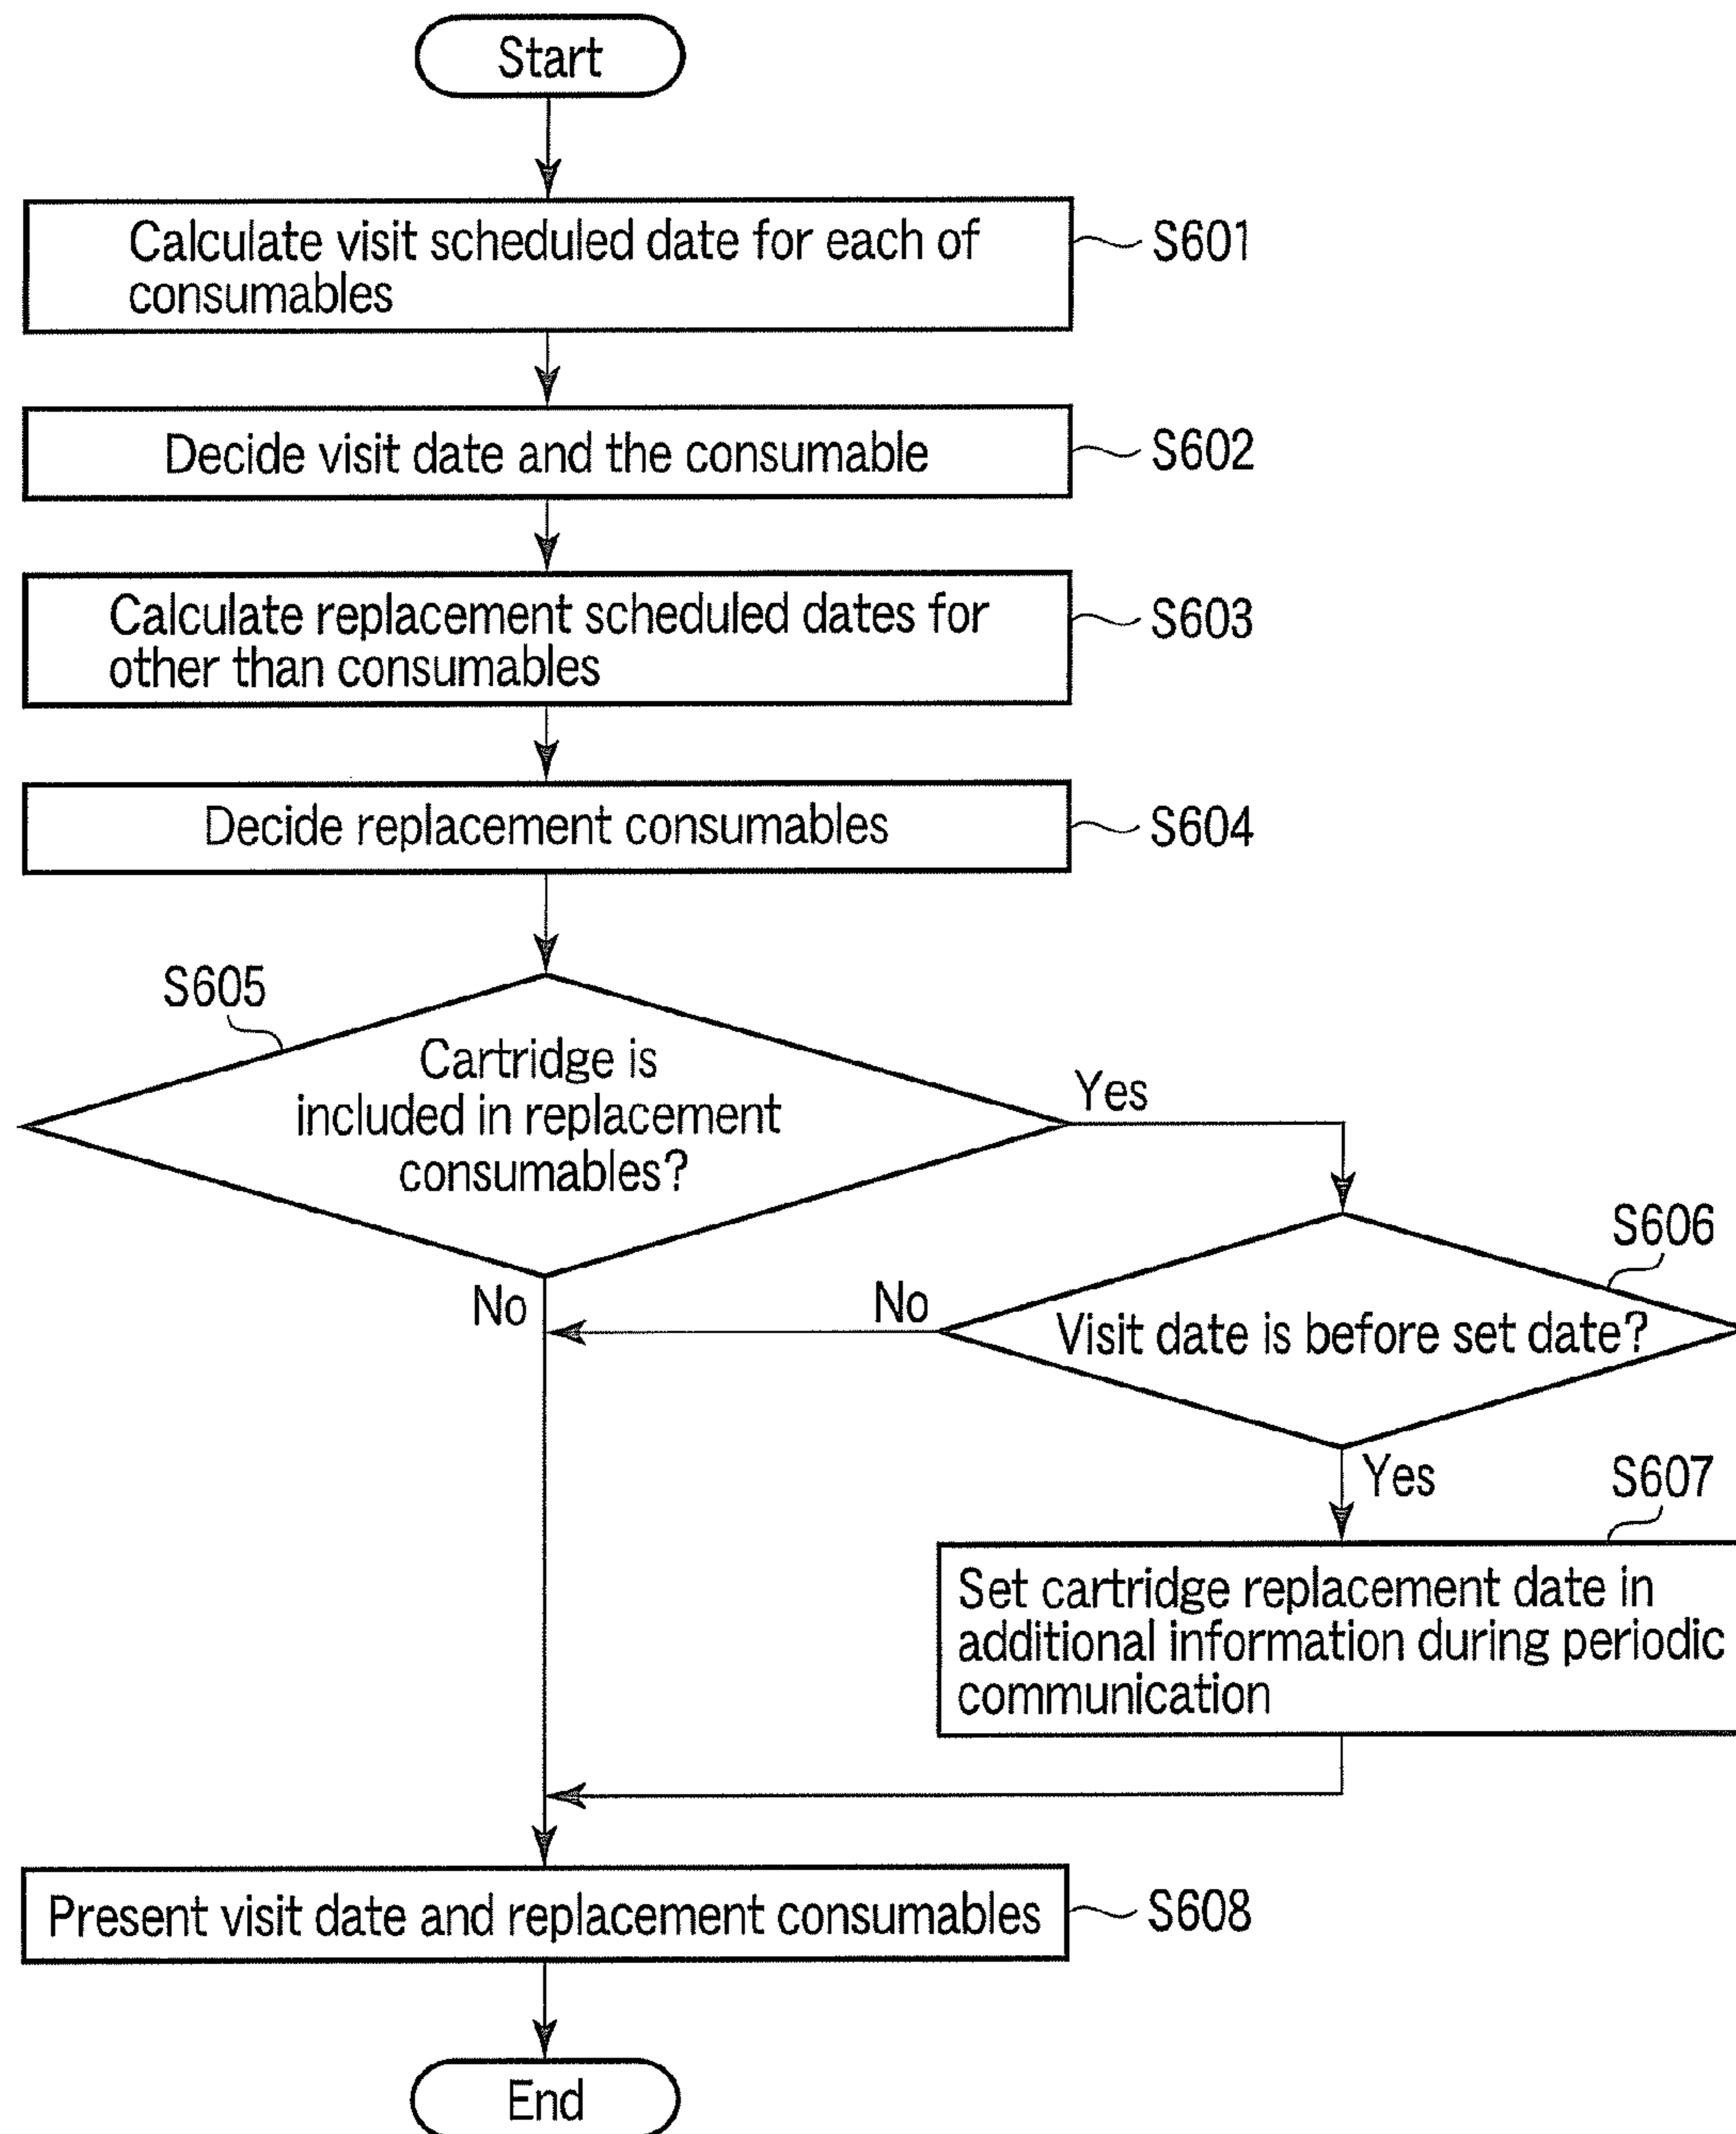 Start
Calculate visit scheduled date for each of
consumables
S601
Decide visit date and the consumable
S602
Calculate replacement scheduled dates for
other than consumables
S603
Decide replacement consumables
S604
S605
Cartridge is
included in replacement
consumables?
Yes
No
S606
Visit date is before set date?
No
Yes
S607
Set cartridge replacement date in
additional information during periodic
communication
Present visit date and replacement consumables
S608
End